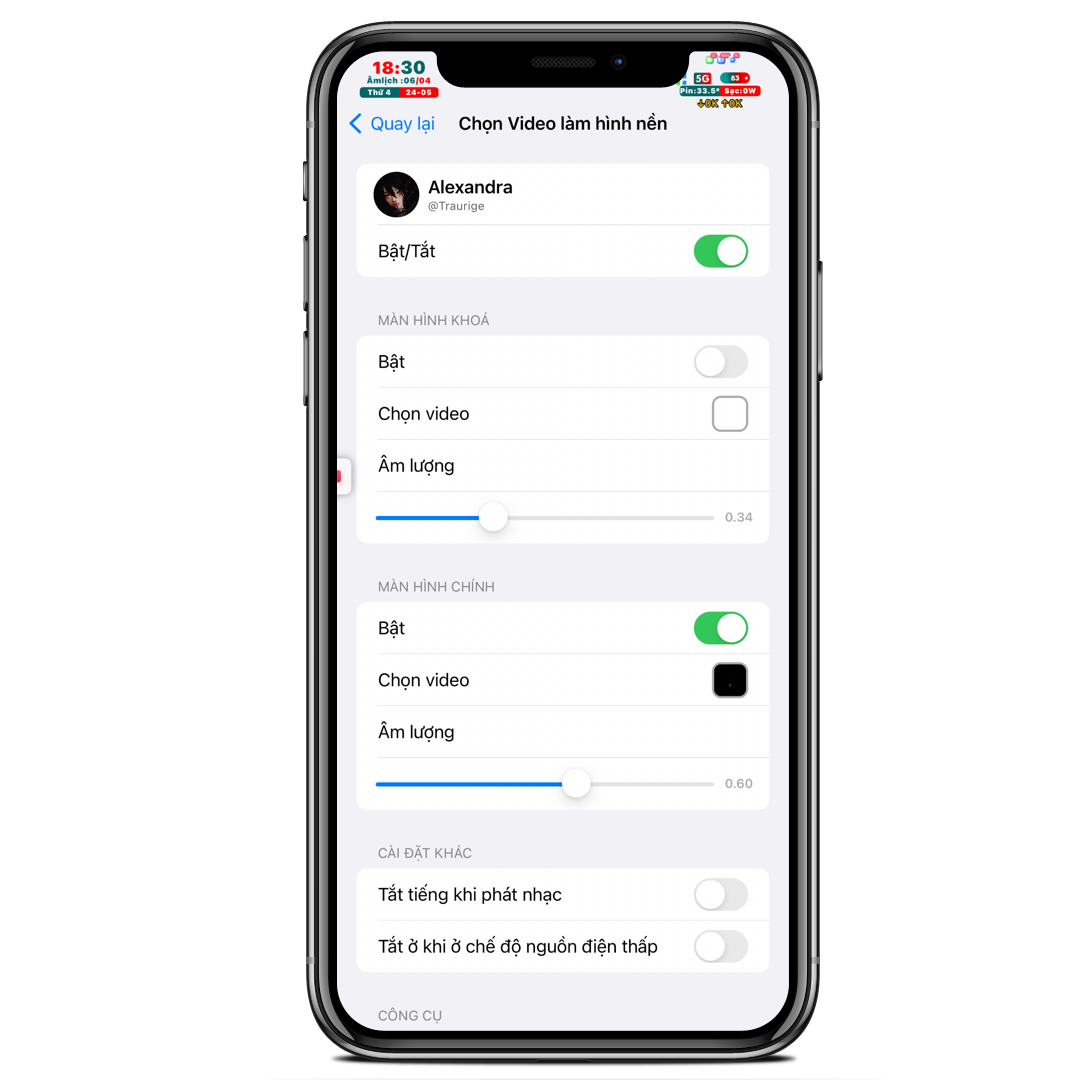 18:30
Âmlịch :06/04
Thứ 4 24-05
5G 83
Pin:33.5° Sạc:0W
↓0K ↑0K
Quay lại Chọn Video làm hình nền
Alexandra
@Traurige
Bật/Tắt
MÀN HÌNH KHOÁ
Bật
Chọn video
Âm lượng
0.34
MÀN HÌNH CHÍNH
Bật
Chọn video
Âm lượng
0.60
CÀI ĐẶT KHÁC
Tắt tiếng khi phát nhạc
Tắt ở khi ở chế độ nguồn điện thấp
CÔNG CỤ